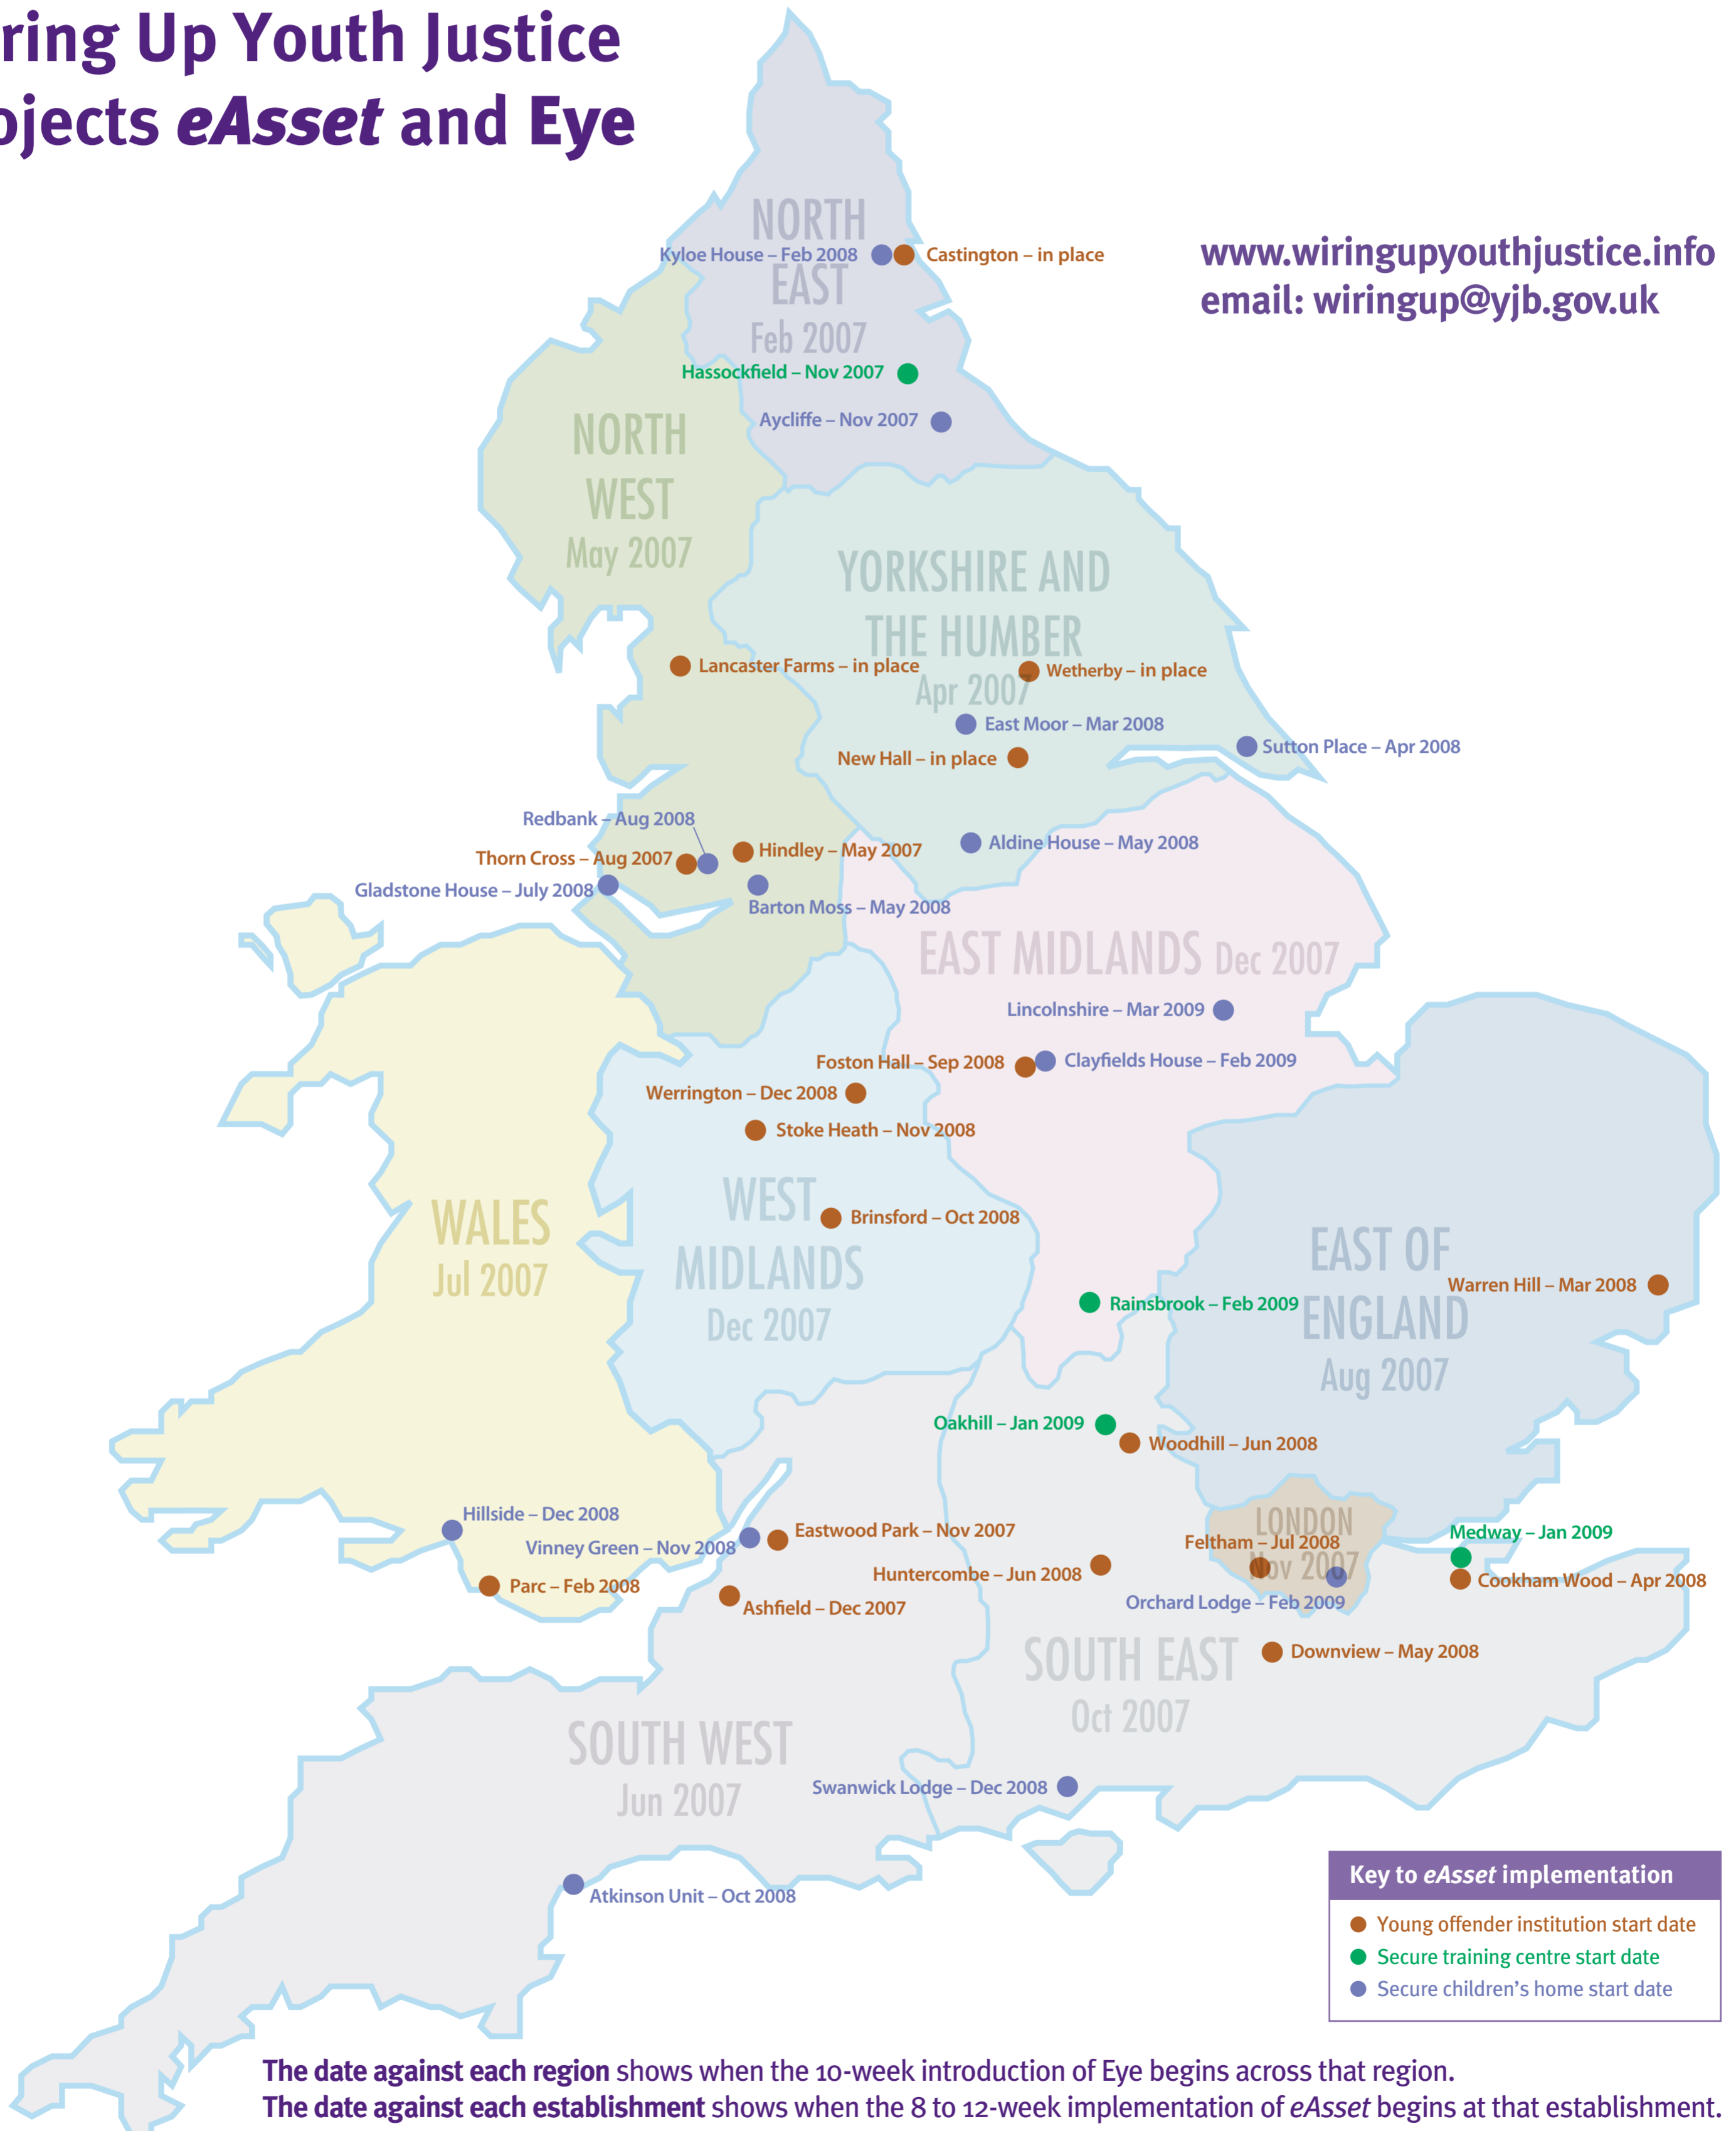 ring Up Youth Justice
ojects eAsset and Eye
www.wiringupyouthjustice.info
email: wiringup@yjb.gov.uk
NORTH
EAST
Feb 2007
Kyloe House – Feb 2008
Castington – in place
Hassockfield – Nov 2007
Aycliffe – Nov 2007
NORTH
WEST
May 2007
YORKSHIRE AND
THE HUMBER
Apr 2007
Lancaster Farms – in place
Wetherby – in place
East Moor – Mar 2008
Sutton Place – Apr 2008
New Hall – in place
Redbank – Aug 2008
Thorn Cross – Aug 2007
Hindley – May 2007
Gladstone House – July 2008
Barton Moss – May 2008
Aldine House – May 2008
EAST MIDLANDS Dec 2007
Lincolnshire – Mar 2009
Foston Hall – Sep 2008
Clayfields House – Feb 2009
Werrington – Dec 2008
Stoke Heath – Nov 2008
WALES
Jul 2007
WEST
MIDLANDS
Dec 2007
Brinsford – Oct 2008
EAST OF
ENGLAND
Aug 2007
Warren Hill – Mar 2008
Rainsbrook – Feb 2009
Oakhill – Jan 2009
Woodhill – Jun 2008
Hillside – Dec 2008
Vinney Green – Nov 2008
Eastwood Park – Nov 2007
Parc – Feb 2008
Ashfield – Dec 2007
Huntercombe – Jun 2008
LONDON
Nov 2007
Feltham – Jul 2008
Orchard Lodge – Feb 2009
Medway – Jan 2009
Cookham Wood – Apr 2008
Downview – May 2008
SOUTH EAST
Oct 2007
SOUTH WEST
Jun 2007
Swanwick Lodge – Dec 2008
Atkinson Unit – Oct 2008
Key to eAsset implementation
Young offender institution start date
Secure training centre start date
Secure children's home start date
The date against each region shows when the 10-week introduction of Eye begins across that region.
The date against each establishment shows when the 8 to 12-week implementation of eAsset begins at that establishment.